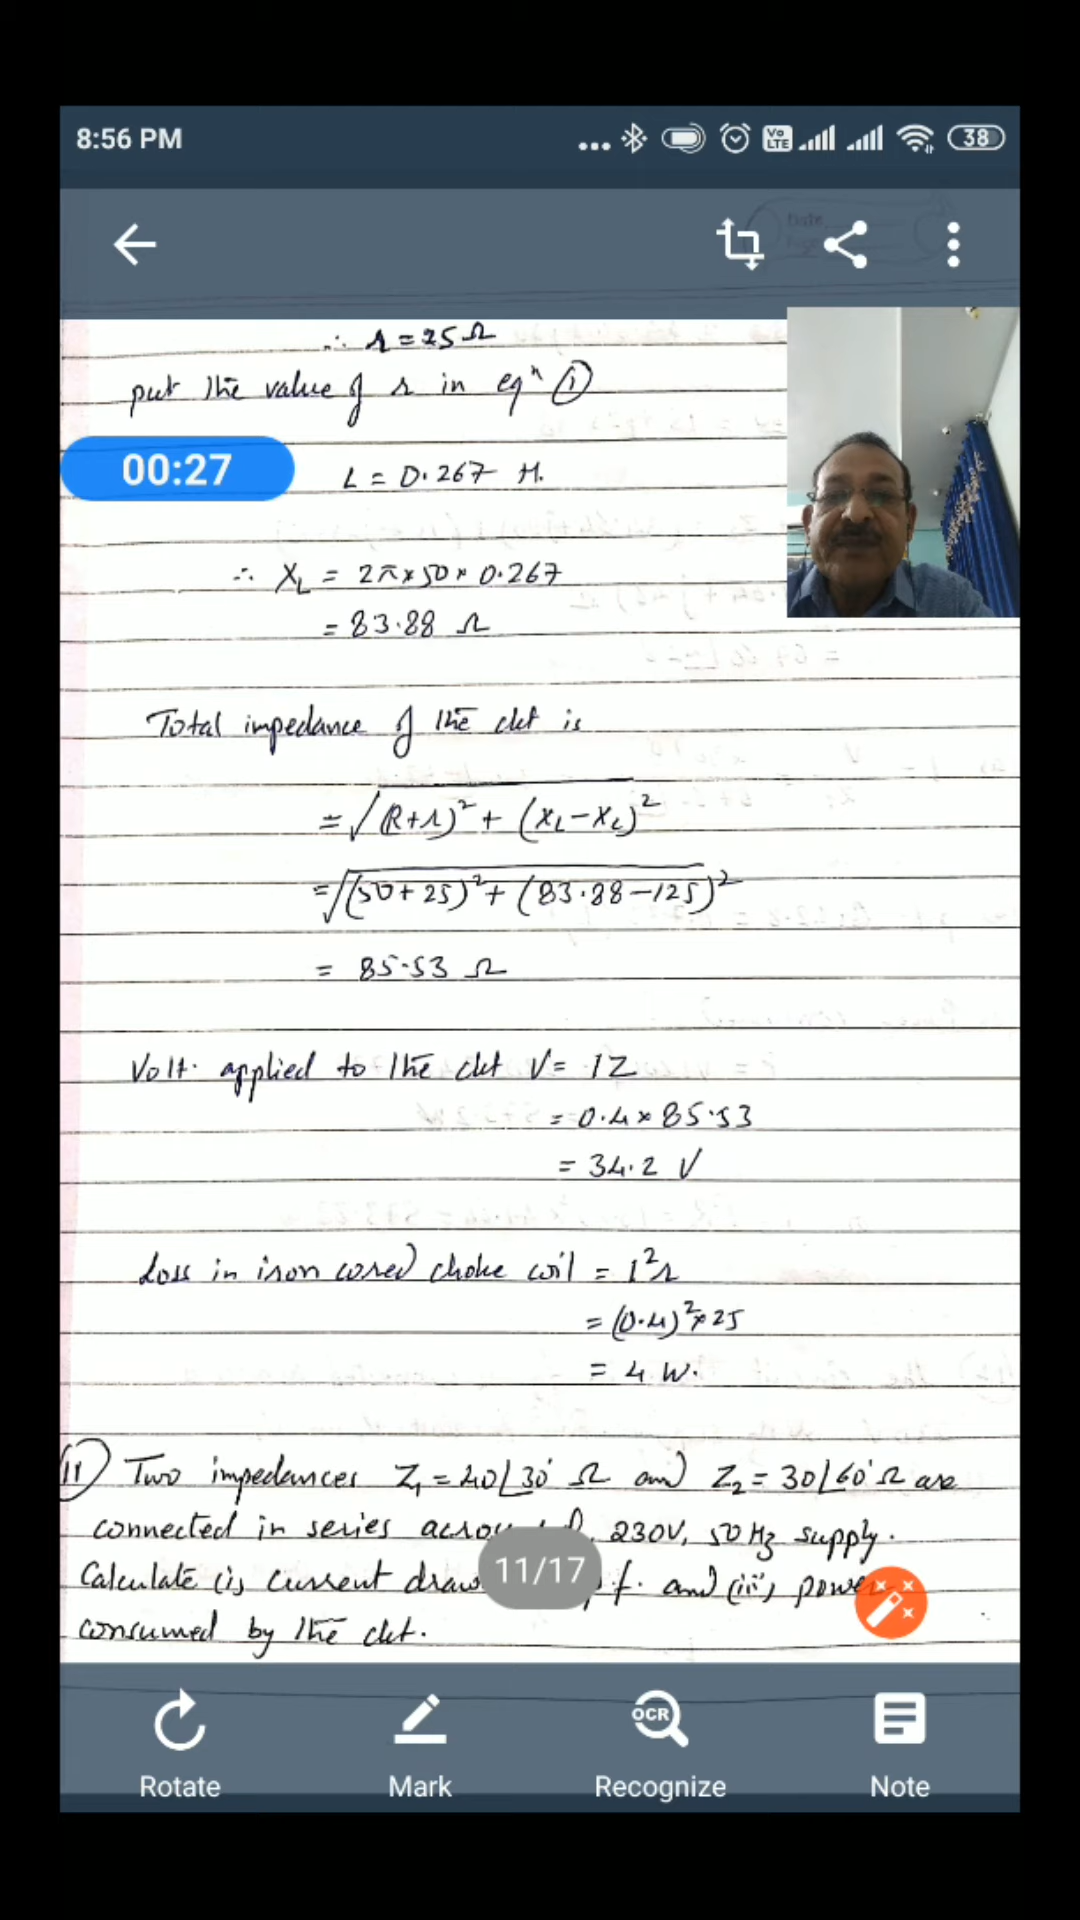 8:56 PM
Vo LTE
38
Date
∴ r = 25 Ω
put the value of r in eqⁿ ①
00:27
L = 0.267 H.
∴ X_L = 2π × 50 × 0.267
= 83.88 Ω
Total impedance of the ckt is
= √(R+r)² + (X_L - X_C)²
= √(50+25)² + (83.88-125)²
= 85.53 Ω
Volt. applied to the ckt V = IZ
= 0.4 × 85.53
= 34.2 V
Loss in iron cored choke coil = I²r
= (0.4)² × 25
= 4 W.
11) Two impedances Z₁ = 40∠30° Ω and Z₂ = 30∠60° Ω are
connected in series 230V, 50 Hz supply.
Calculate (i) current f. and (iii) power
consumed by the ckt.
11/17
Rotate
Mark
OCR
Recognize
Note